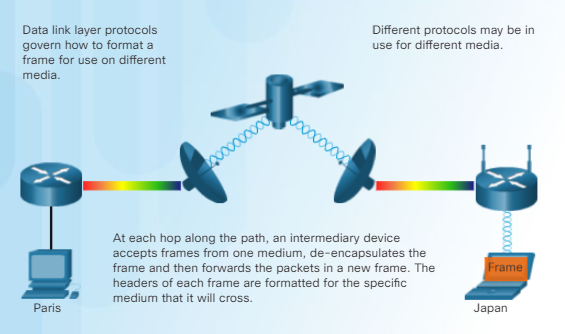 Data link layer protocols
govern how to format a
frame for use on different
media.
Different protocols may be in
use for different media.
At each hop along the path, an intermediary device
accepts frames from one medium, de-encapsulates the
frame and then forwards the packets in a new frame. The
headers of each frame are formatted for the specific
medium that it will cross.
Frame
Paris
Japan